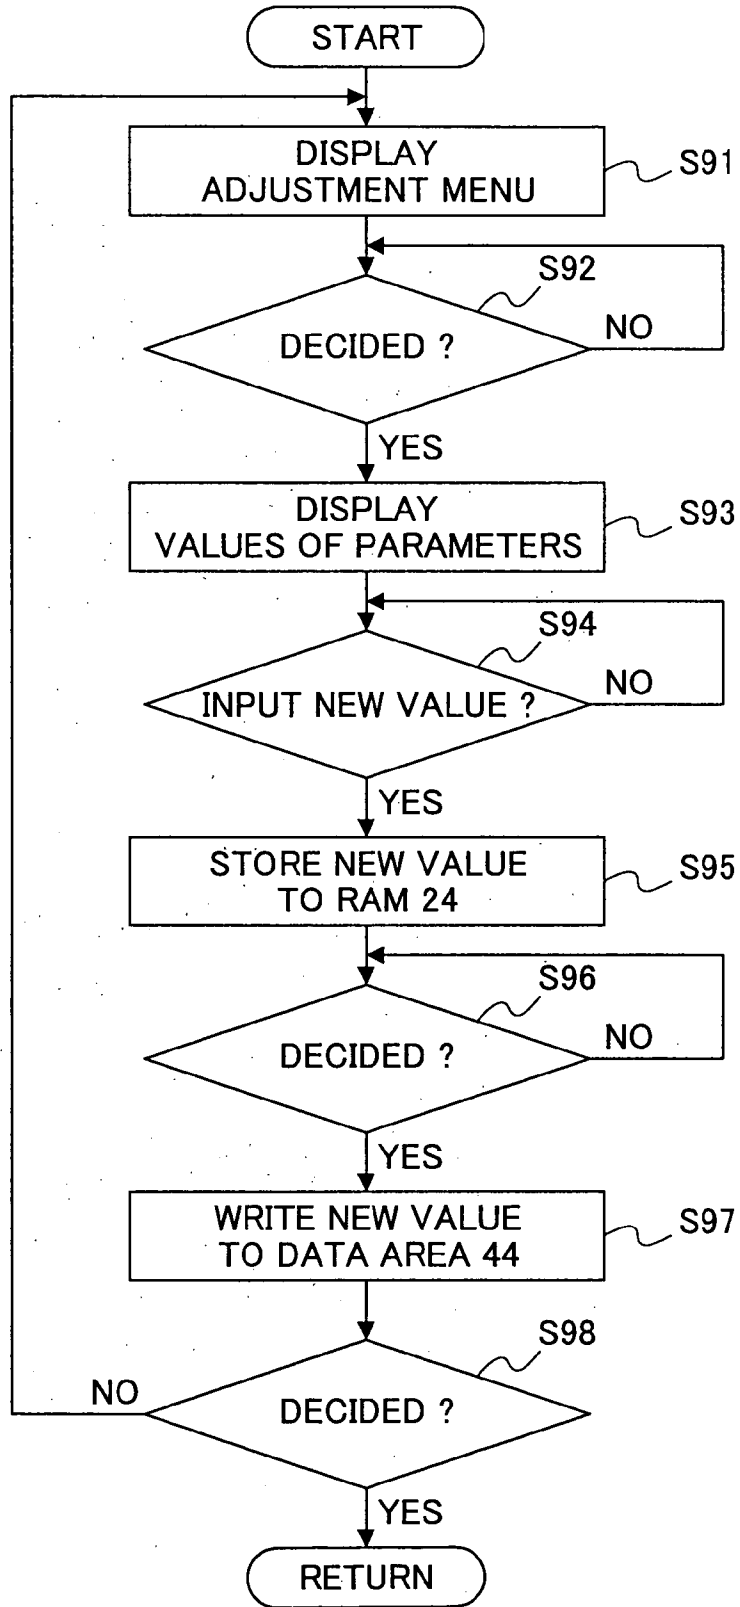 START
DISPLAY
ADJUSTMENT MENU
S91
S92
DECIDED ?
NO
YES
DISPLAY
VALUES OF PARAMETERS
S93
S94
INPUT NEW VALUE ?
NO
YES
STORE NEW VALUE
TO RAM 24
S95
S96
DECIDED ?
NO
YES
WRITE NEW VALUE
TO DATA AREA 44
S97
S98
NO
DECIDED ?
YES
RETURN